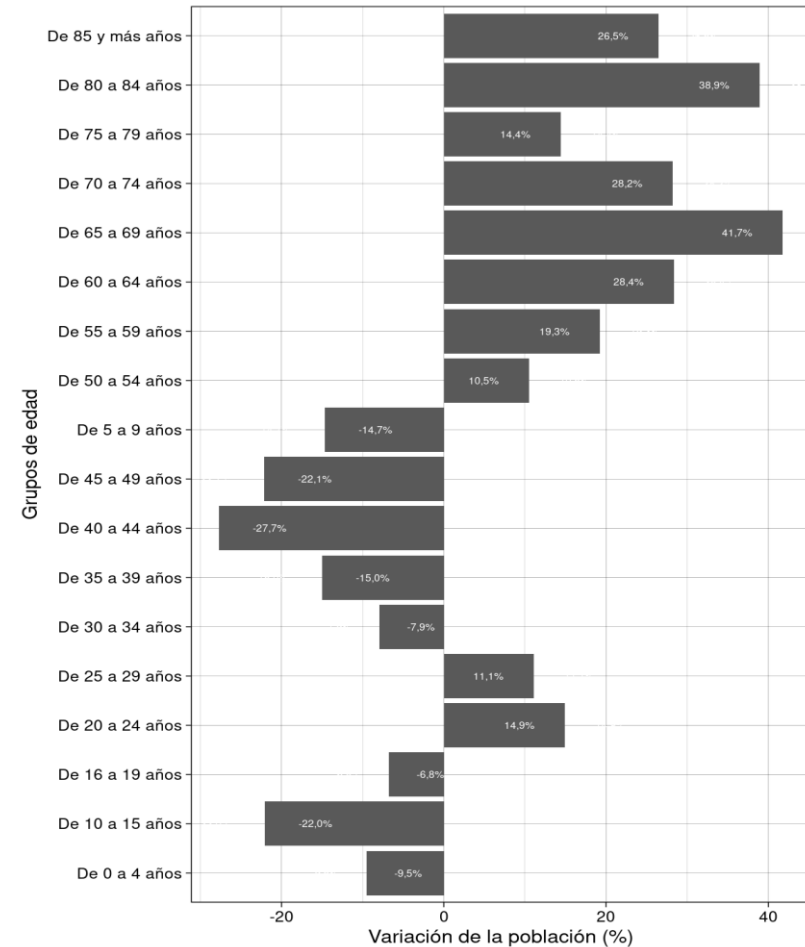 De 85 y más años
26,5%
De 80 a 84 años
38,9%
De 75 a 79 años
14,4%
De 70 a 74 años
28,2%
De 65 a 69 años
41,7%
De 60 a 64 años
28,4%
De 55 a 59 años
19,3%
De 50 a 54 años
10,5%
De 5 a 9 años
-14,7%
De 45 a 49 años
-22,1%
De 40 a 44 años
-27,7%
De 35 a 39 años
-15,0%
De 30 a 34 años
-7,9%
De 25 a 29 años
11,1%
De 20 a 24 años
14,9%
De 16 a 19 años
-6,8%
De 10 a 15 años
-22,0%
De 0 a 4 años
-9,5%
Grupos de edad
-20
0
20
40
Variación de la población (%)